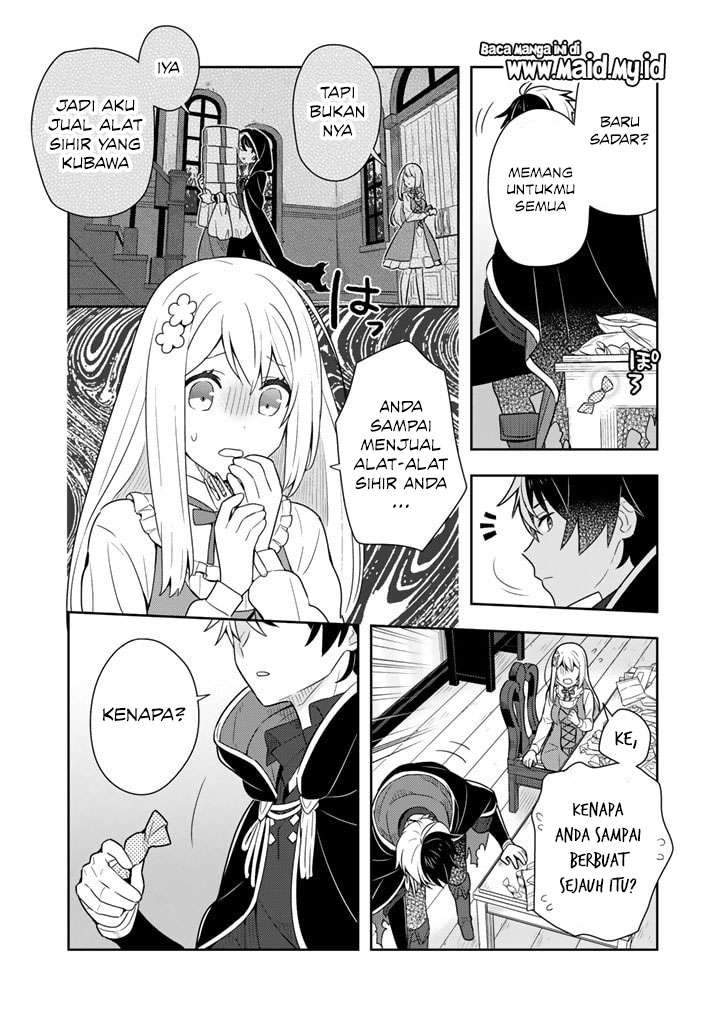 Baca manga ini di
www.Maid.My.id
BARU
SADAR?
MEMANG
UNTUKMU
SEMUA
ぽろ
TAPI
BUKAN
NYA
IYA
JADI AKU
JUAL ALAT
SIHIR YANG
KUBAWA
はっ
ANDA
SAMPAI
MENJUAL
ALAT-ALAT
SIHIR ANDA
...
KE,
KENAPA
ANDA SAMPAI
BERBUAT
SEJAUH ITU?
KENAPA?